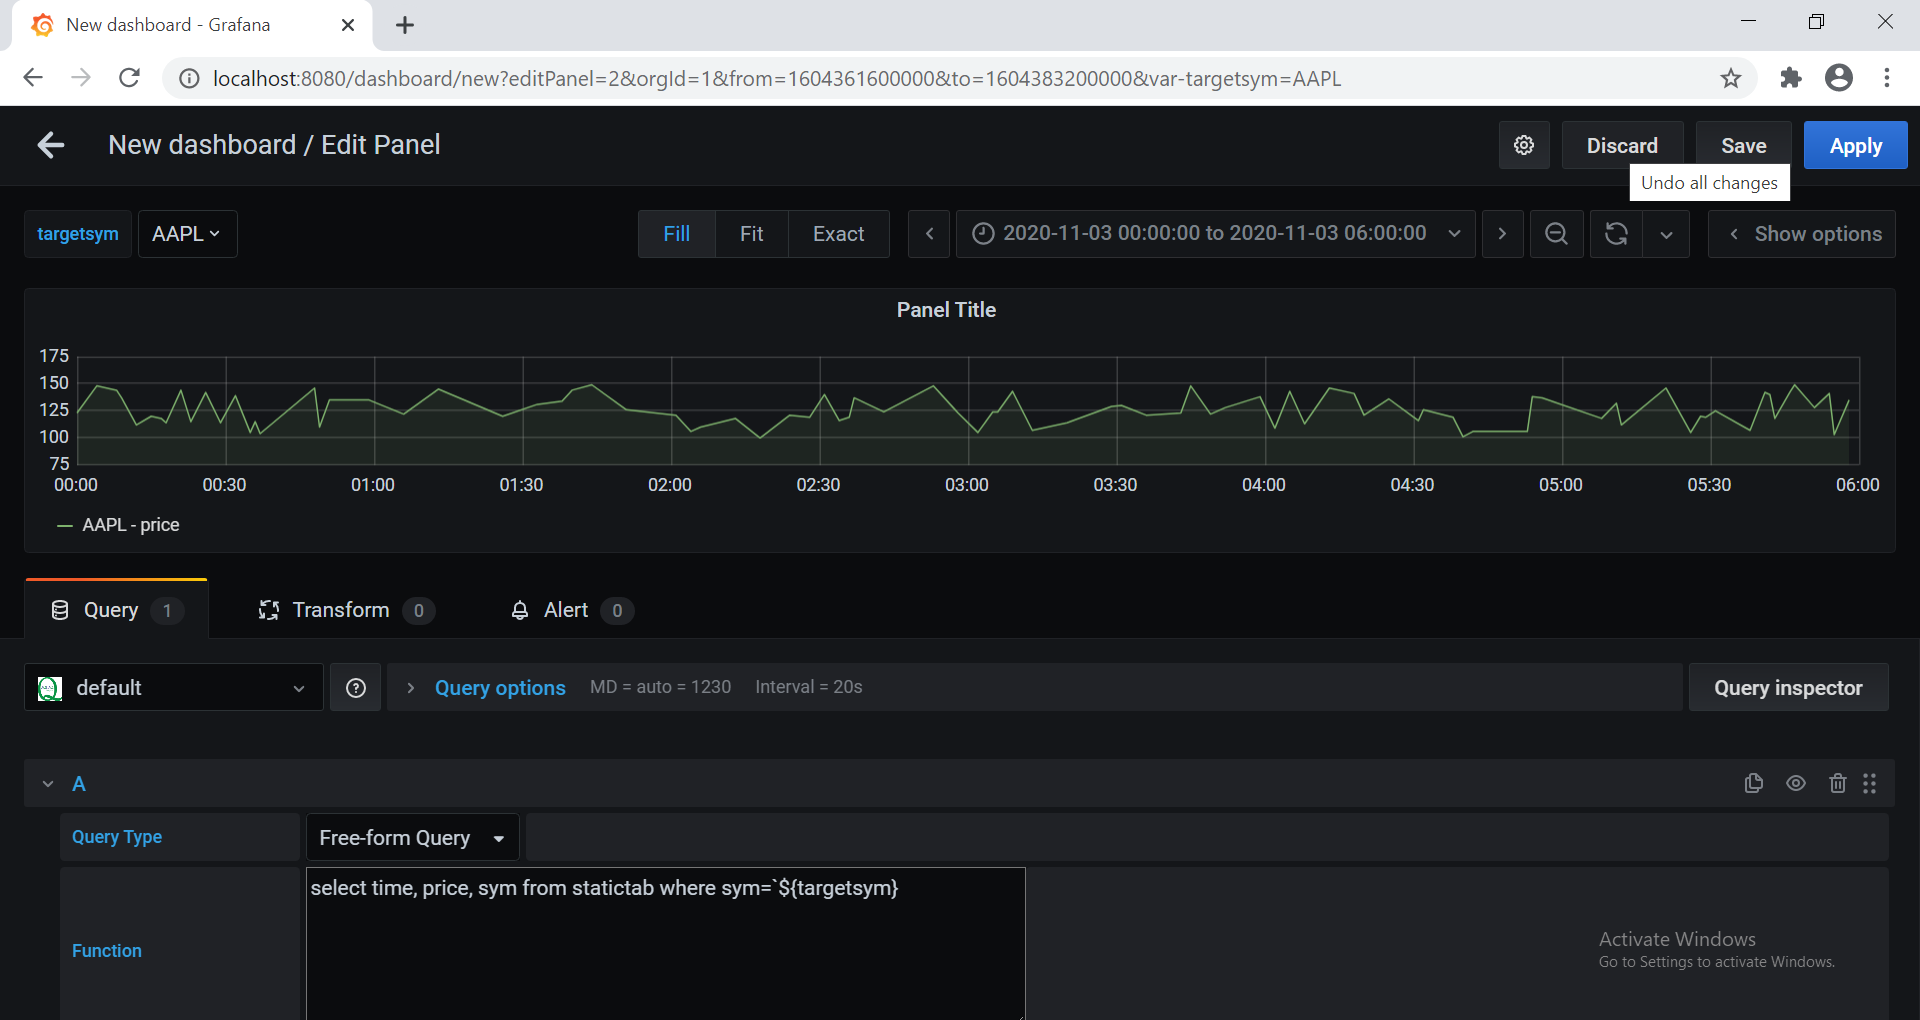 New dashboard - Grafana
localhost:8080/dashboard/new?editPanel=2&orgId=1&from=1604361600000&to=1604383200000&var-targetsym=AAPL
New dashboard / Edit Panel
Discard
Save
Apply
Undo all changes
targetsym
AAPL
Fill
Fit
Exact
2020-11-03 00:00:00 to 2020-11-03 06:00:00
Show options
Panel Title
175
150
125
100
75
00:00 00:30 01:00 01:30 02:00 02:30 03:00 03:30 04:00 04:30 05:00 05:30 06:00
AAPL - price
Query 1
Transform 0
Alert 0
default
Query options
MD = auto = 1230
Interval = 20s
Query inspector
A
Query Type
Free-form Query
Function
select time, price, sym from statictab where sym=`${targetsym}
Activate Windows
Go to Settings to activate Windows.